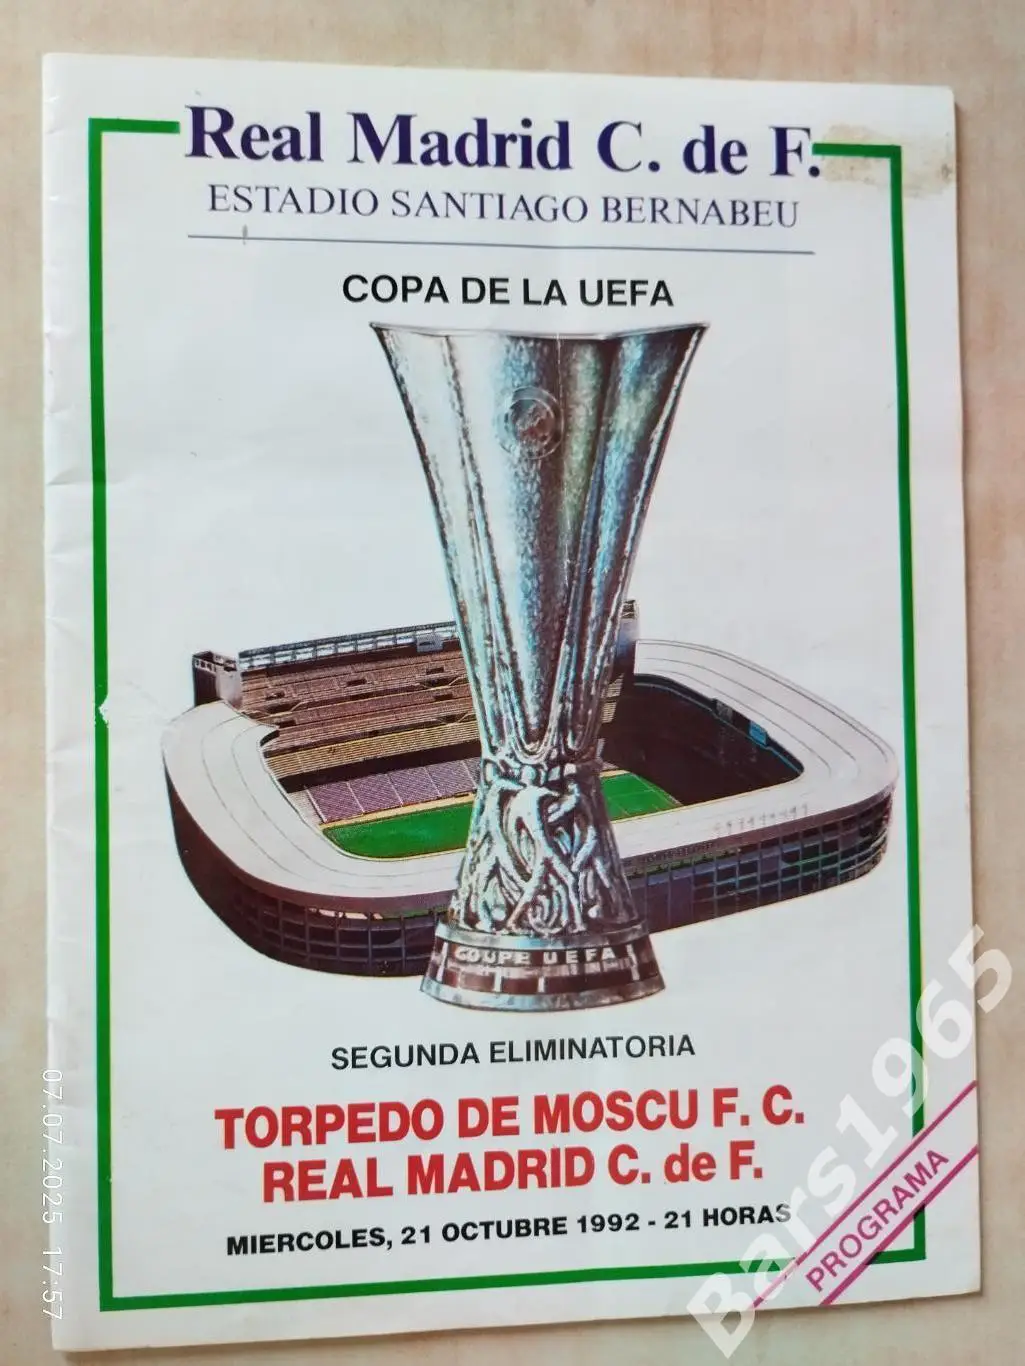 Real Madrid C. de F.
ESTADIO SANTIAGO BERNABEU
COPA DE LA UEFA
COUPE UEFA
SEGUNDA ELIMINATORIA
TORPEDO DE MOSCU F. C.
REAL MADRID C. de F.
MIERCOLES, 21 OCTUBRE 1992 - 21 HORAS
PROGRAMA
Bars1965
07.07.2025 17:57